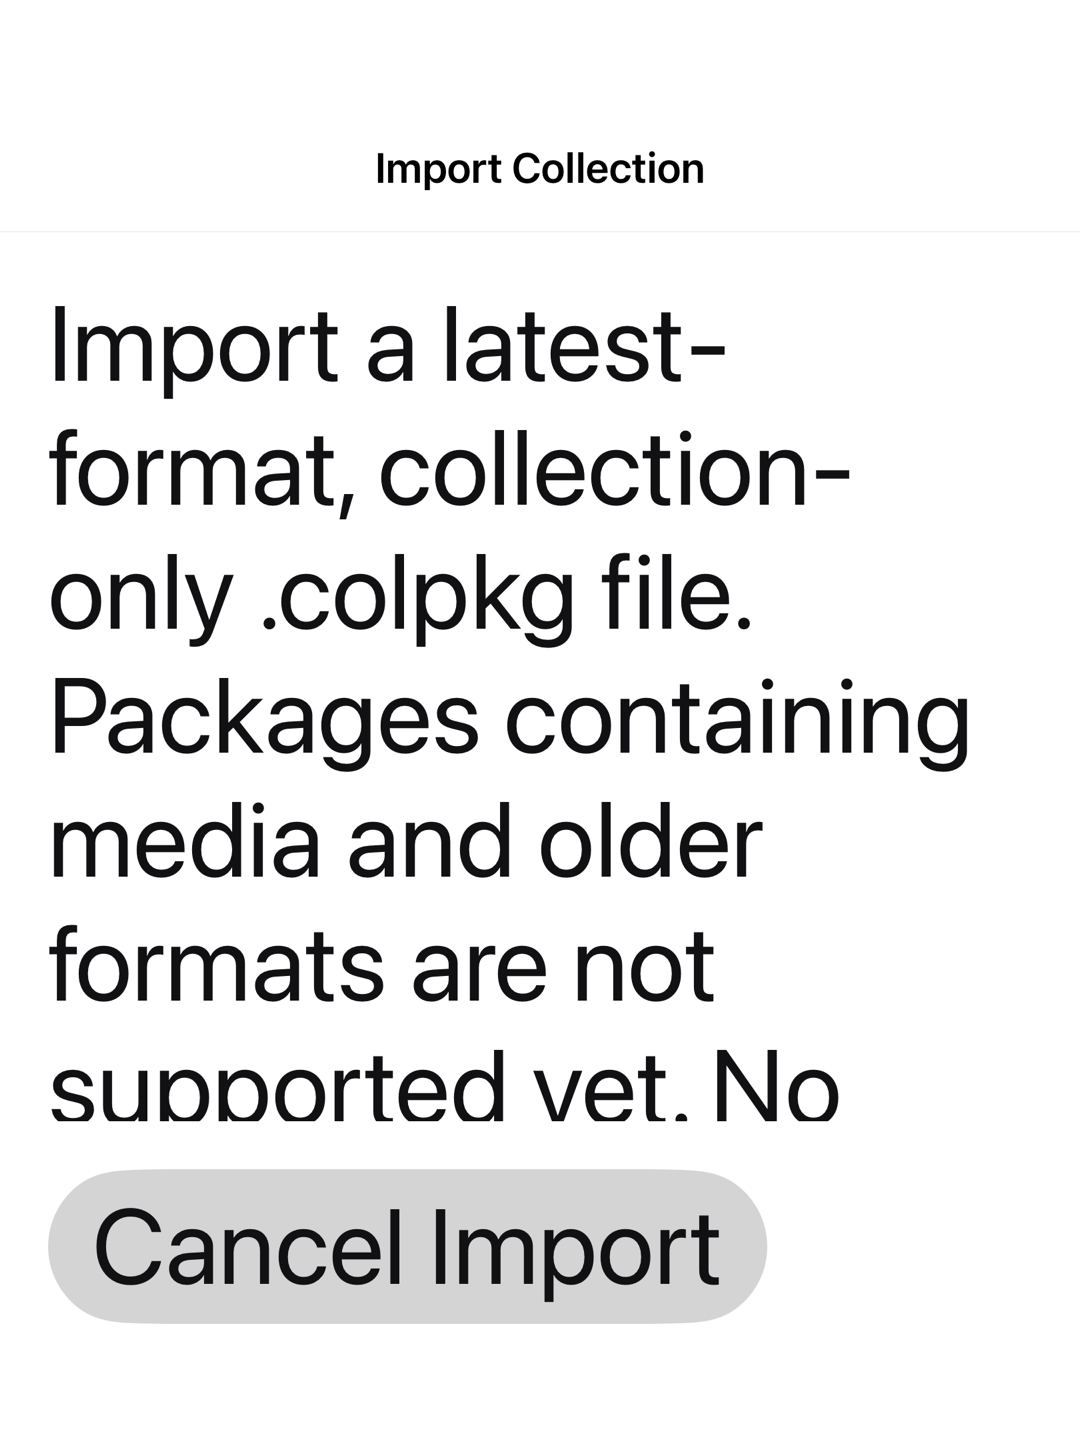 Import Collection
Import a latest-
format, collection-
only .colpkg file.
Packages containing
media and older
formats are not
supported yet. No
Cancel Import